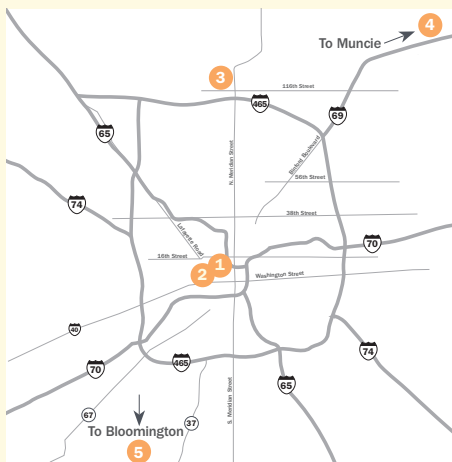 4
To Muncie
3
116th Street
465
69
65
N. Meridian Street
Binford Boulevard
56th Street
74
38th Street
Lafayette Road
70
16th Street
1
2
Washington Street
40
70
465
74
65
S. Meridian Street
67
37
To Bloomington
5